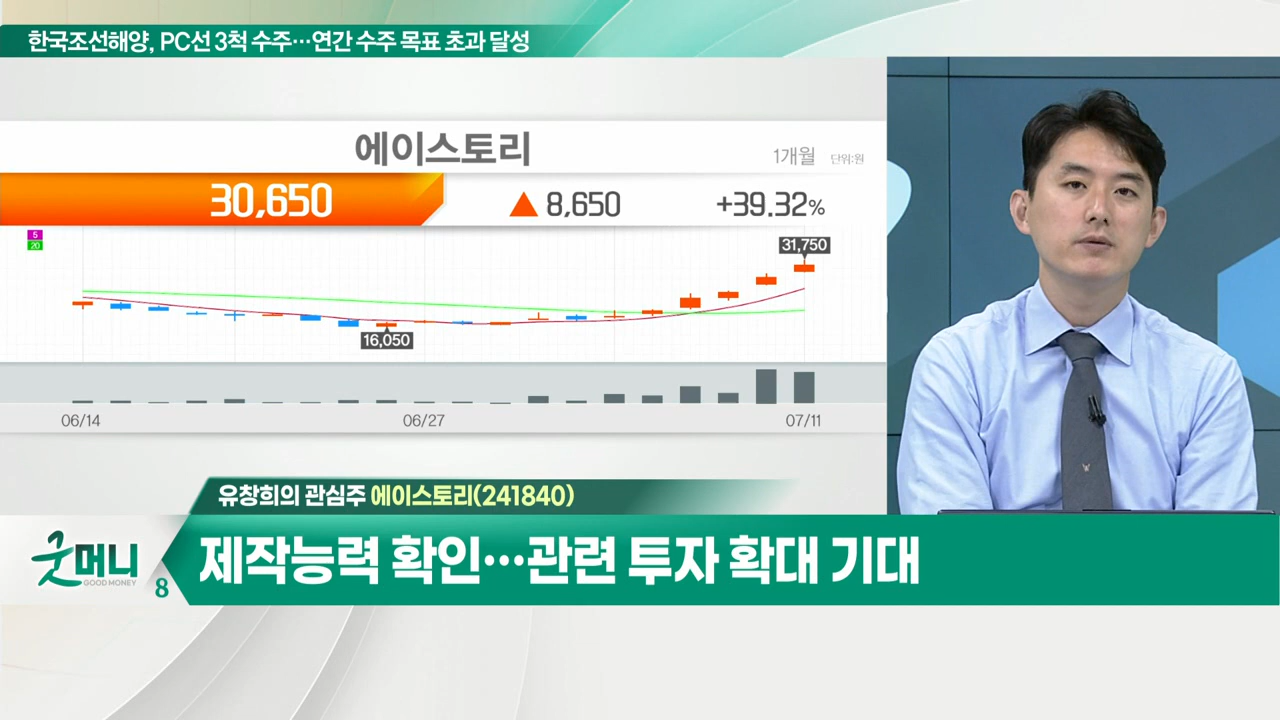 한국조선해양, PC선 3척 수주…연간 수주 목표 초과 달성
에이스토리
1개월 단위:원
30,650 ▲ 8,650 +39.32%
5
20
31,750
16,050
06/14 06/27 07/11
유창희의 관심주 에이스토리(241840)
굿머니
GOOD MONEY
8
제작능력 확인…관련 투자 확대 기대